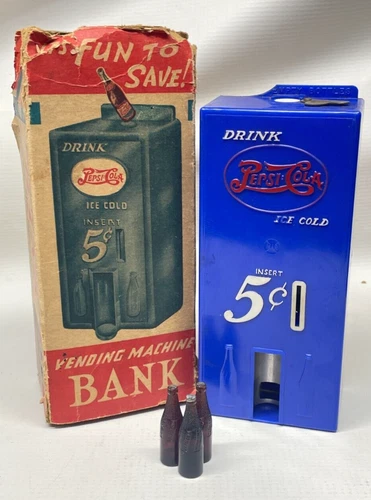 IT'S FUN TO
SAVE!
DRINK
PEPSI-COLA
ICE COLD
INSERT
5¢
VENDING MACHINE
BANK
DRINK
PEPSI-COLA
ICE COLD
INSERT
5¢